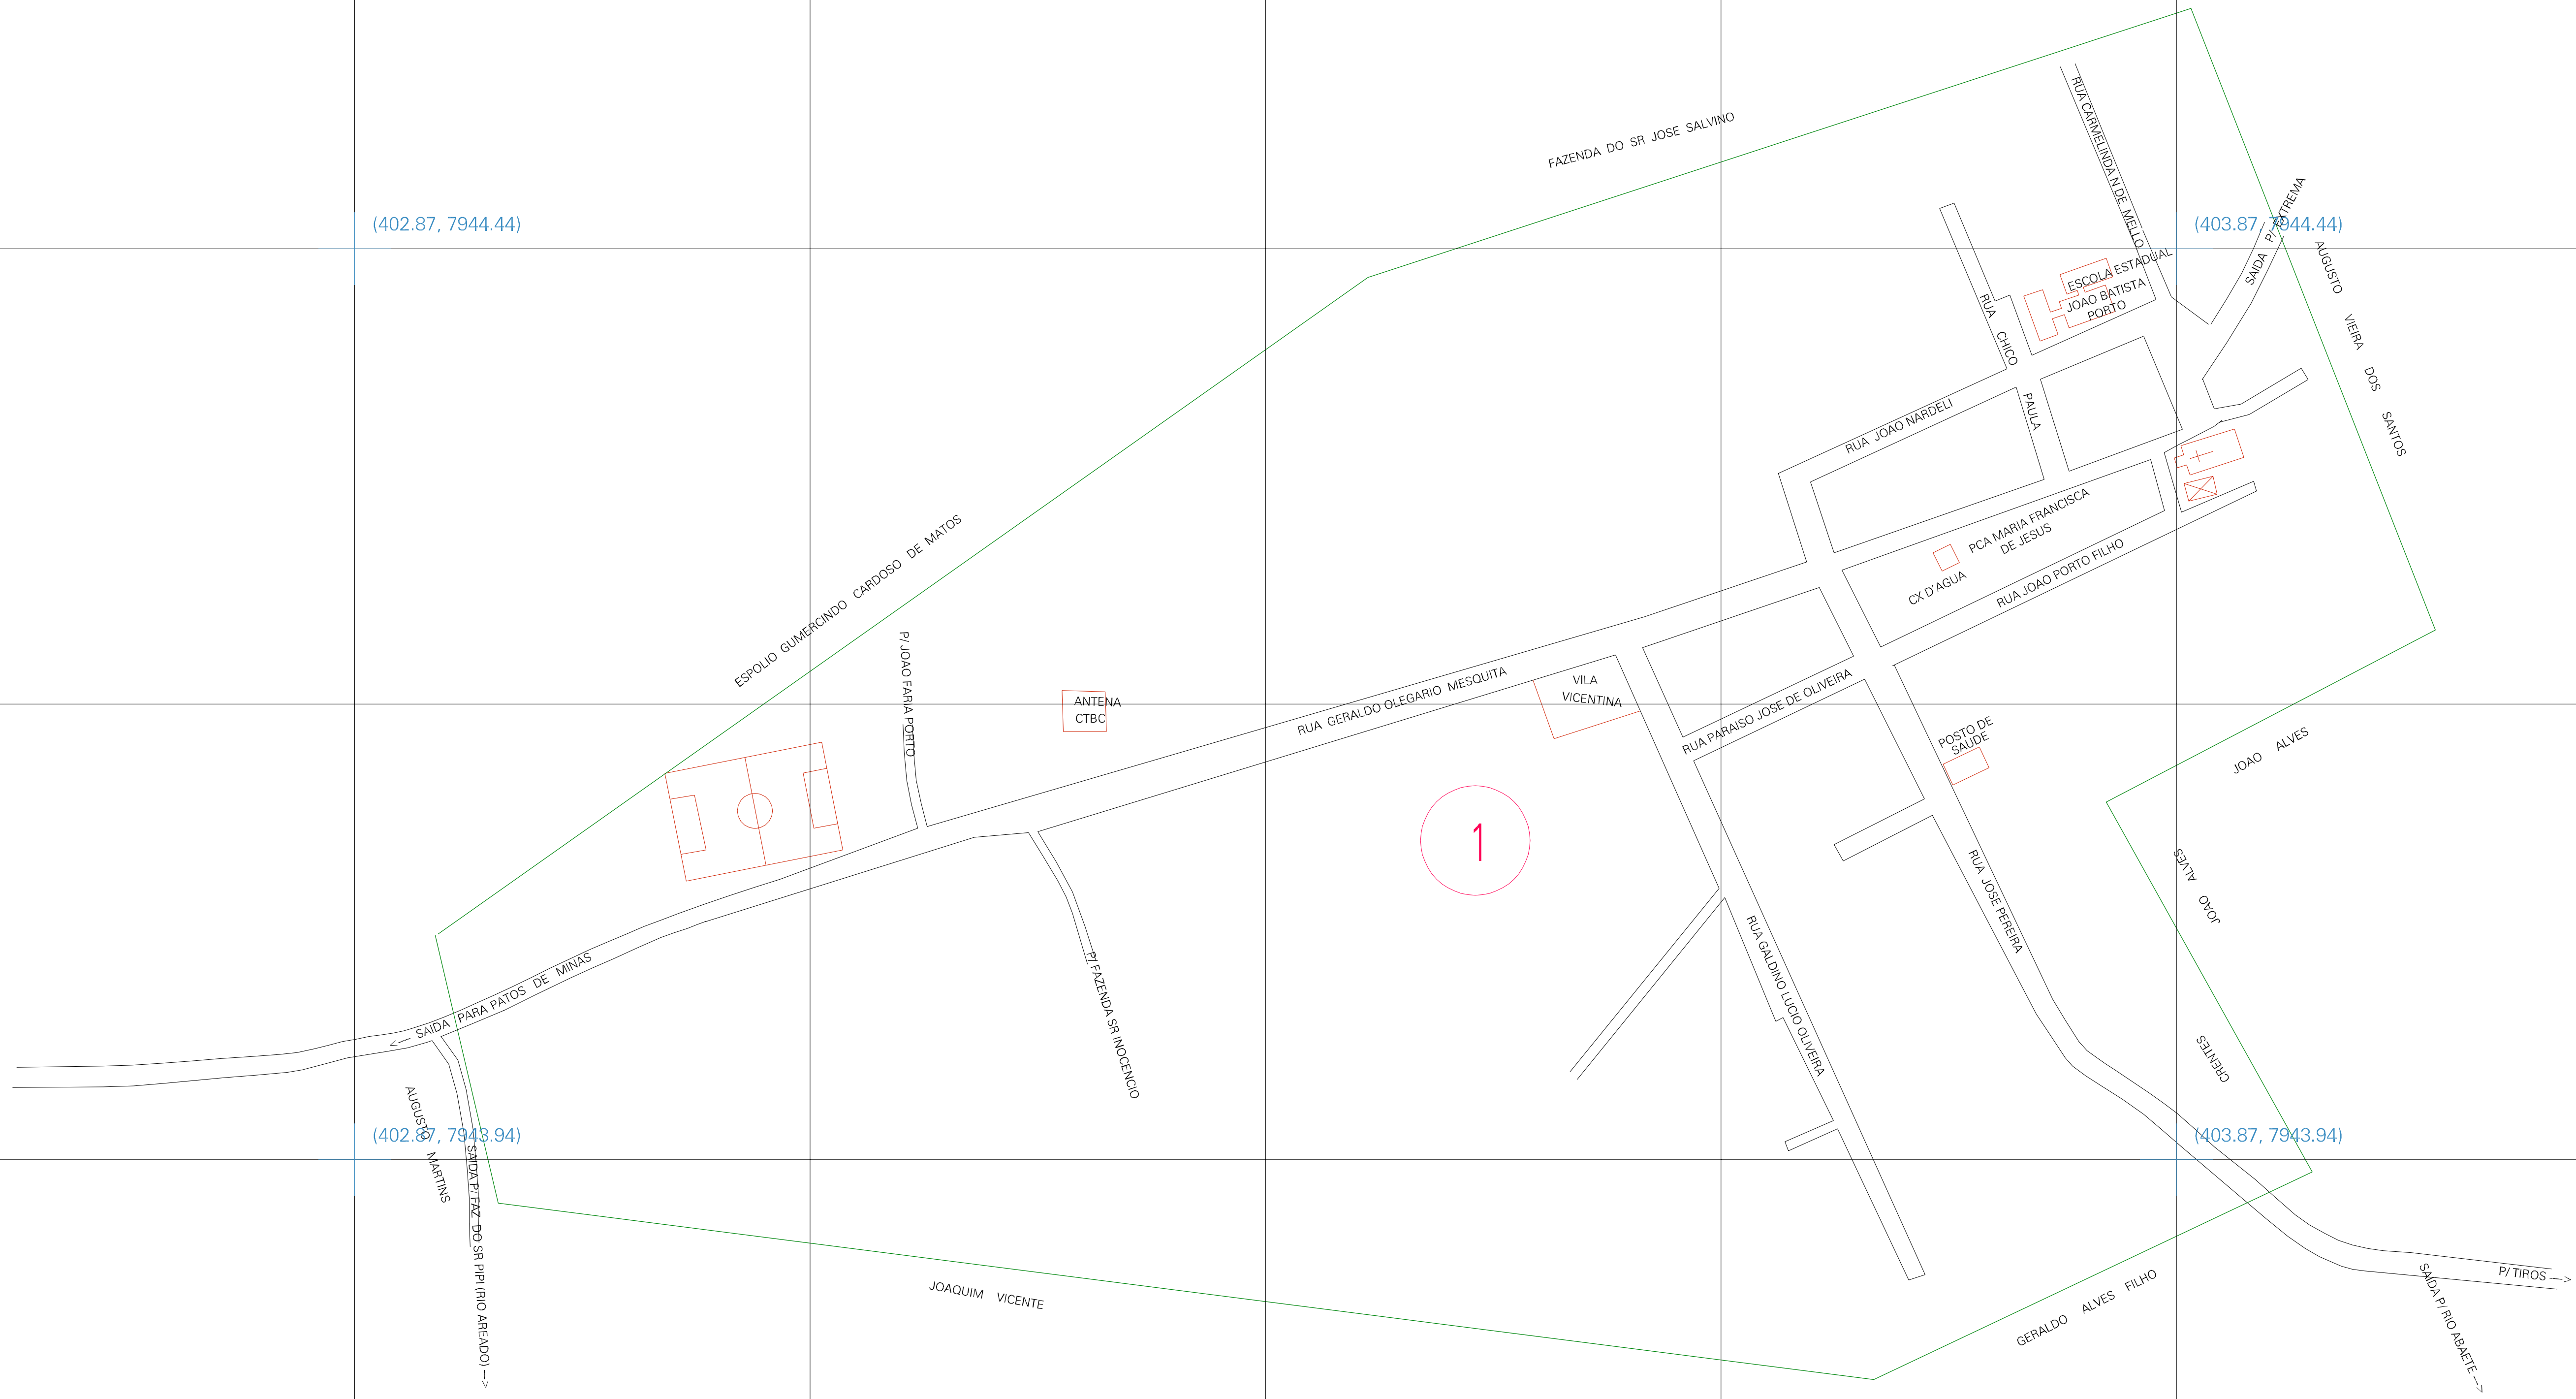 RUA CARMELINDA N DE MELLO
FAZENDA DO SR JOSE SALVINO
(402.87, 7944.44)
(403.87, 7944.44)
SAIDA P/ EXTREMA
AUGUSTO VIEIRA DOS SANTOS
ESCOLA ESTADUAL
JOAO BATISTA
PORTO
RUA CHICO PAULA
RUA JOAO NARDELI
PCA MARIA FRANCISCA
DE JESUS
CX D'AGUA
RUA JOAO PORTO FILHO
ESPOLIO GUMERCINDO CARDOSO DE MATOS
P/ JOAO FARIA PORTO
ANTENA
CTBC
RUA GERALDO OLEGARIO MESQUITA
VILA
VICENTINA
RUA PARAISO JOSE DE OLIVEIRA
POSTO DE
SAUDE
JOAO ALVES
1
RUA JOSE PEREIRA
JOAO ALVES
CRENTES
RUA GALDINO LUCIO OLIVEIRA
<— SAIDA PARA PATOS DE MINAS
P/ FAZENDA SR INOCENCIO
AUGUSTO MARTINS
(402.87, 7943.94)
(403.87, 7943.94)
SAIDA P/ FAZ DO SR PIPI (RIO AREADO) —>
JOAQUIM VICENTE
GERALDO ALVES FILHO
P/ TIROS —>
SAIDA P/ RIO ABAETE —>